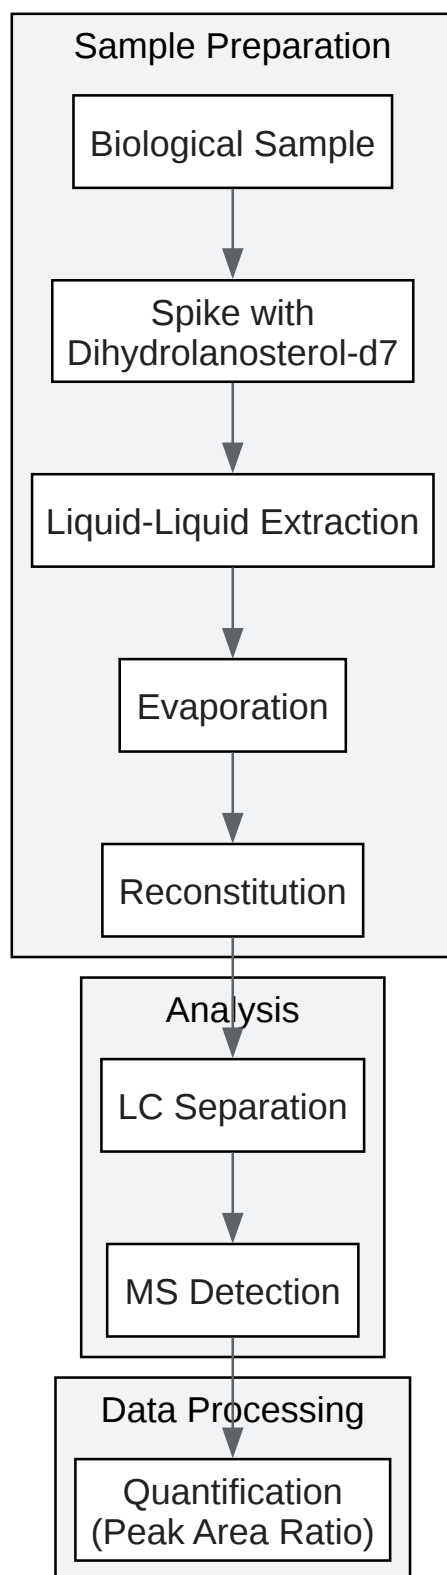 Sample Preparation
Biological Sample
Spike with
Dihydrolanosterol-d7
Liquid-Liquid Extraction
Evaporation
Reconstitution
Analysis
LC Separation
MS Detection
Data Processing
Quantification
(Peak Area Ratio)